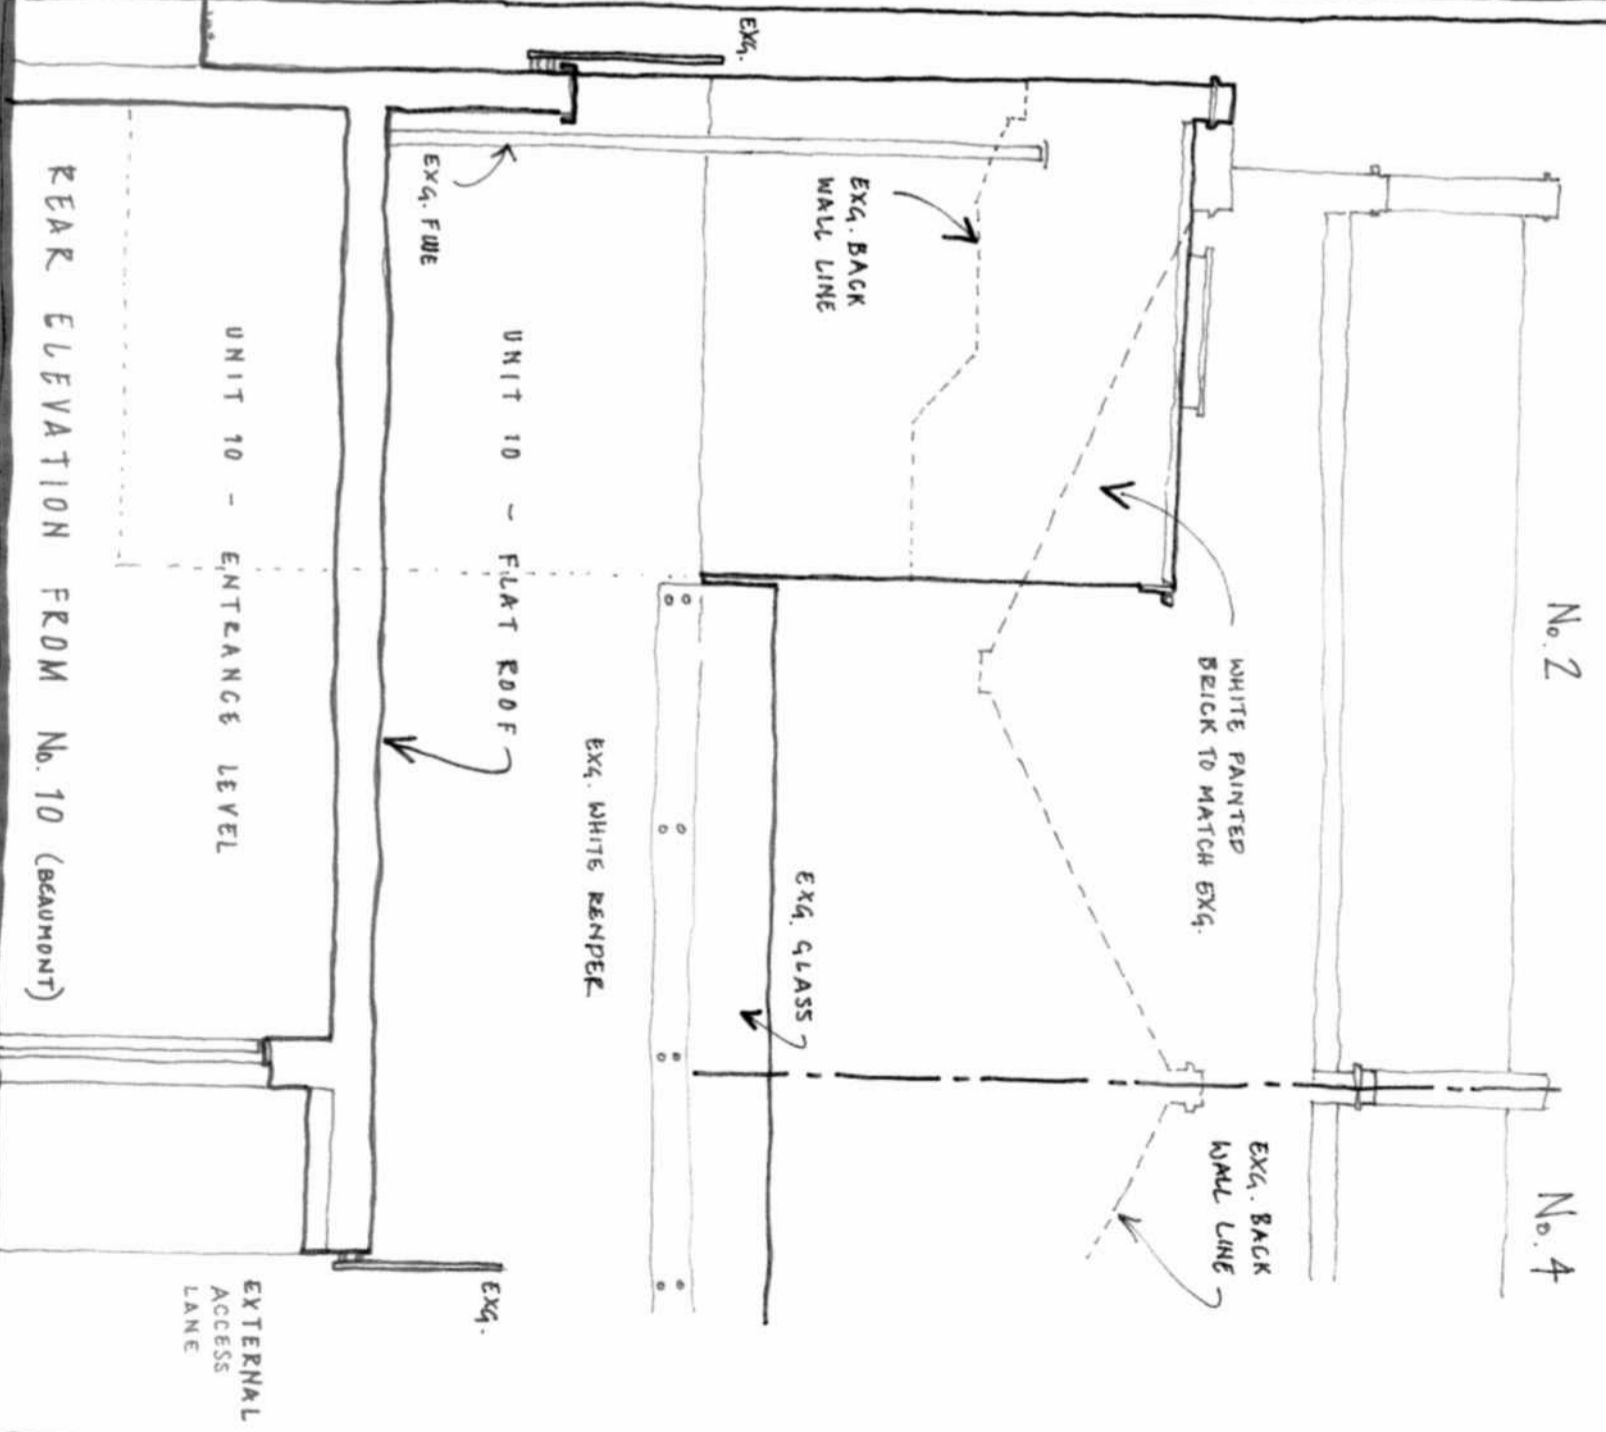 No. 2
No. 4
WHITE PAINTED
BRICK TO MATCH EXG.
EXG. BACK
WALL LINE
EXG. BACK
WALL LINE
EXG. GLASS
EXG.
EXG. WHITE RENDER
UNIT 10 - FLAT ROOF
EXG.
EXG. FLUE
UNIT 10 - ENTRANCE LEVEL
EXTERNAL
ACCESS
LANE
REAR ELEVATION FROM No. 10 (BEAUMONT)